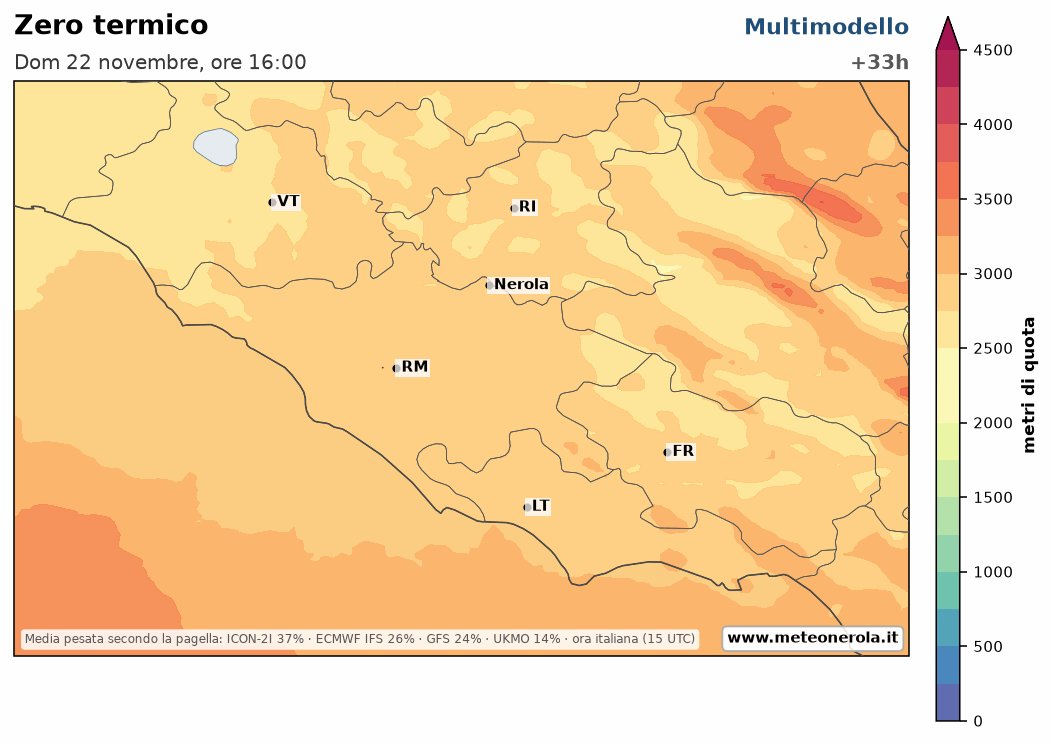 Zero termico
Multimodello
Dom 22 novembre, ore 16:00
+33h
VT
RI
Nerola
RM
FR
LT
Media pesata secondo la pagella: ICON-2I 37% · ECMWF IFS 26% · GFS 24% · UKMO 14% · ora italiana (15 UTC)
www.meteonerola.it
4500
4000
3500
3000
2500
2000
1500
1000
500
0
metri di quota